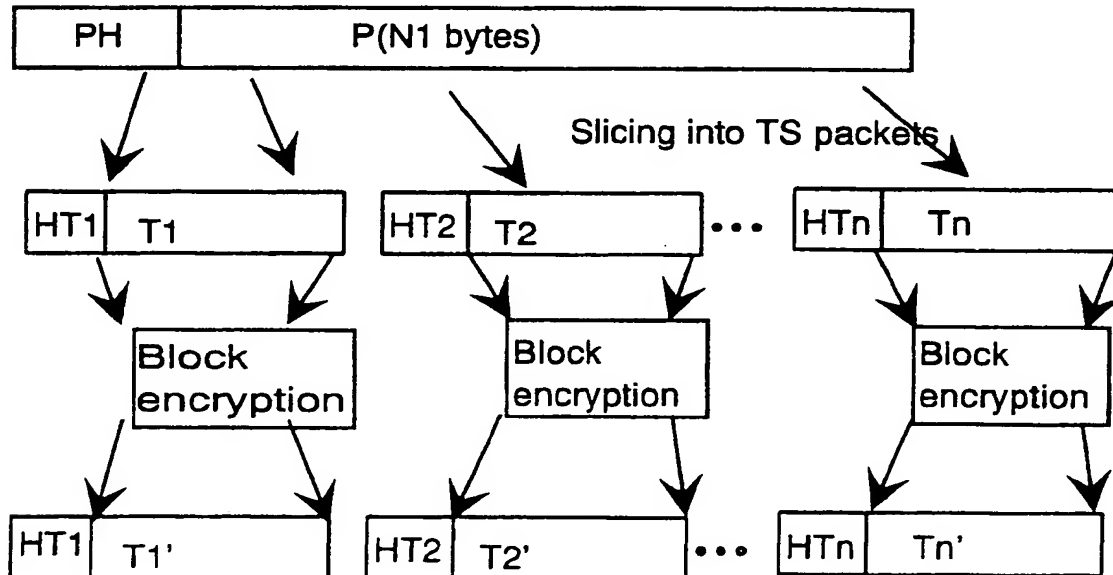 PH P(N1 bytes)
Slicing into TS packets
HT1 T1 HT2 T2 ••• HTn Tn
Block Block Block
encryption encryption encryption
HT1 T1' HT2 T2' ••• HTn Tn'